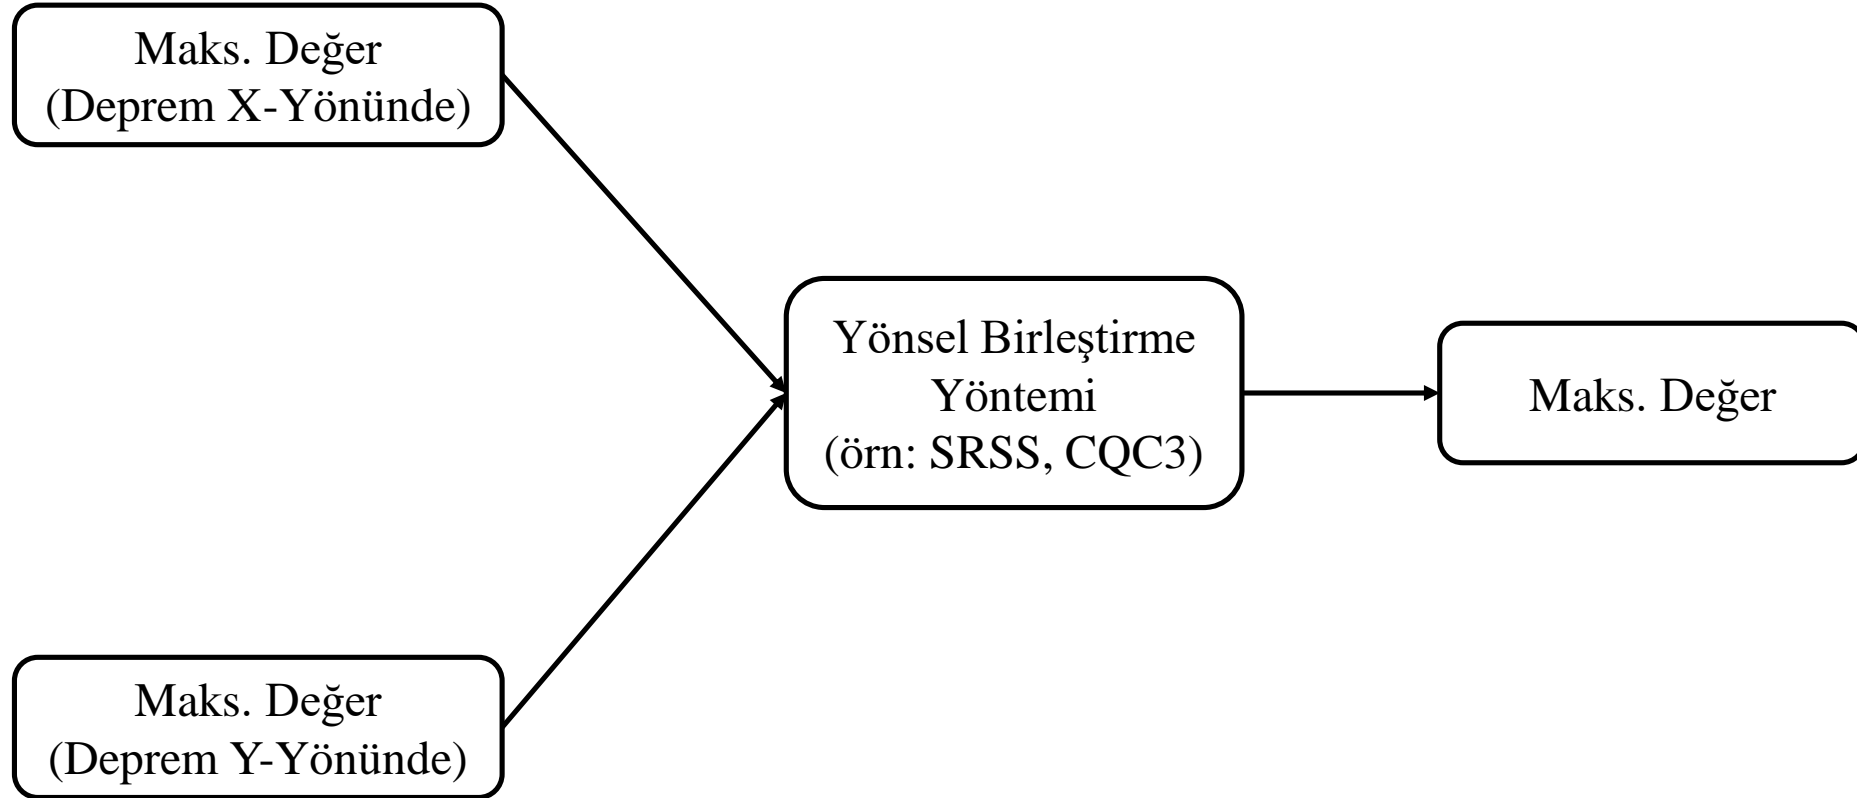 Maks. Değer
(Deprem X-Yönünde)
Yönsel Birleştirme
Yöntemi
(örn: SRSS, CQC3)
Maks. Değer
Maks. Değer
(Deprem Y-Yönünde)